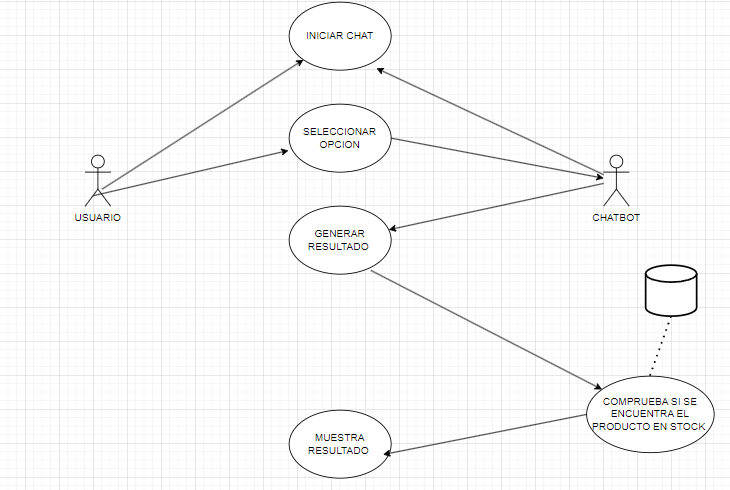 INICIAR CHAT
SELECCIONAR
OPCION
USUARIO
CHATBOT
GENERAR
RESULTADO
COMPRUEBA SI SE
ENCUENTRA EL
PRODUCTO EN STOCK
MUESTRA
RESULTADO